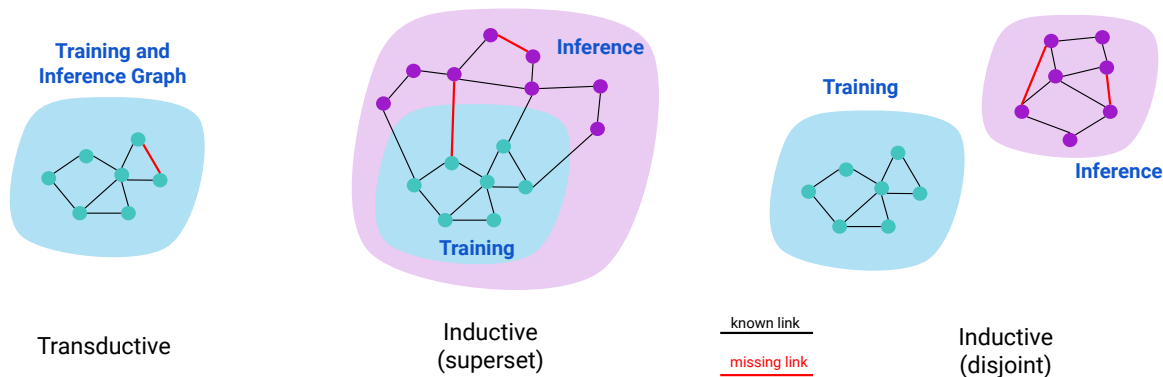 Training and
Inference Graph
Transductive
Inference
Training
Inductive
(superset)
known link
missing link
Training
Inference
Inductive
(disjoint)